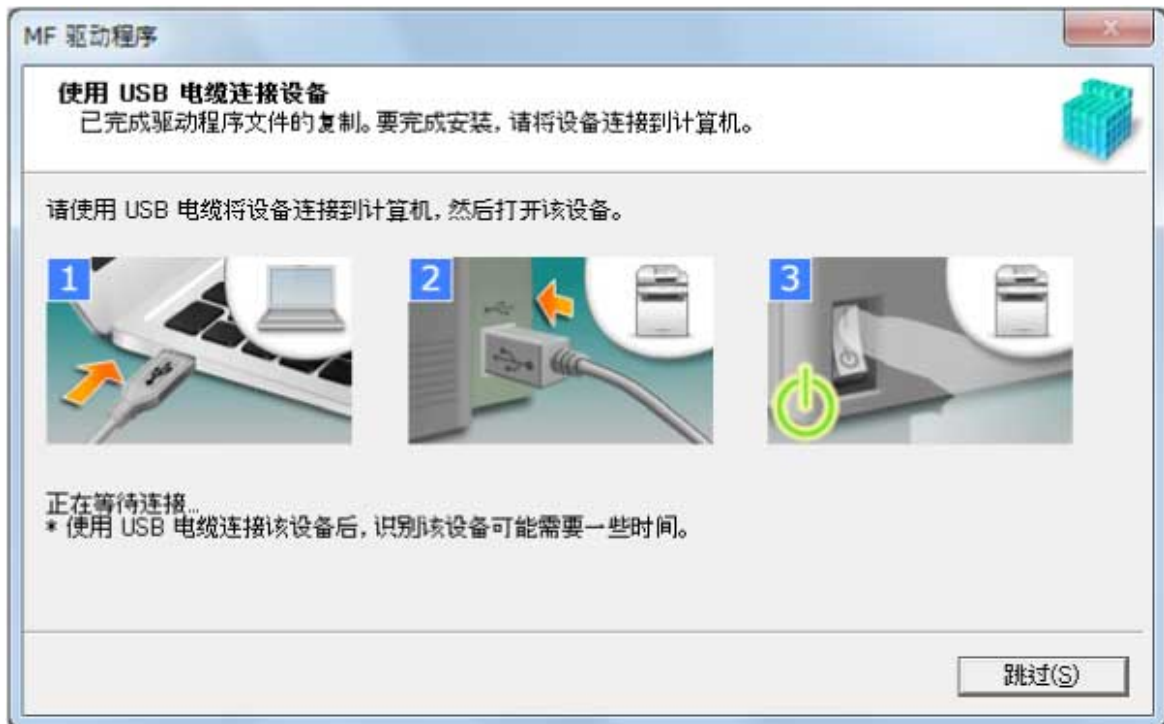 MF 驱动程序
使用 USB 电缆连接设备
已完成驱动程序文件的复制。要完成安装，请将设备连接到计算机。
请使用 USB 电缆将设备连接到计算机，然后打开该设备。
1 2 3
正在等待连接...
* 使用 USB 电缆连接该设备后，识别该设备可能需要一些时间。
跳过(S)